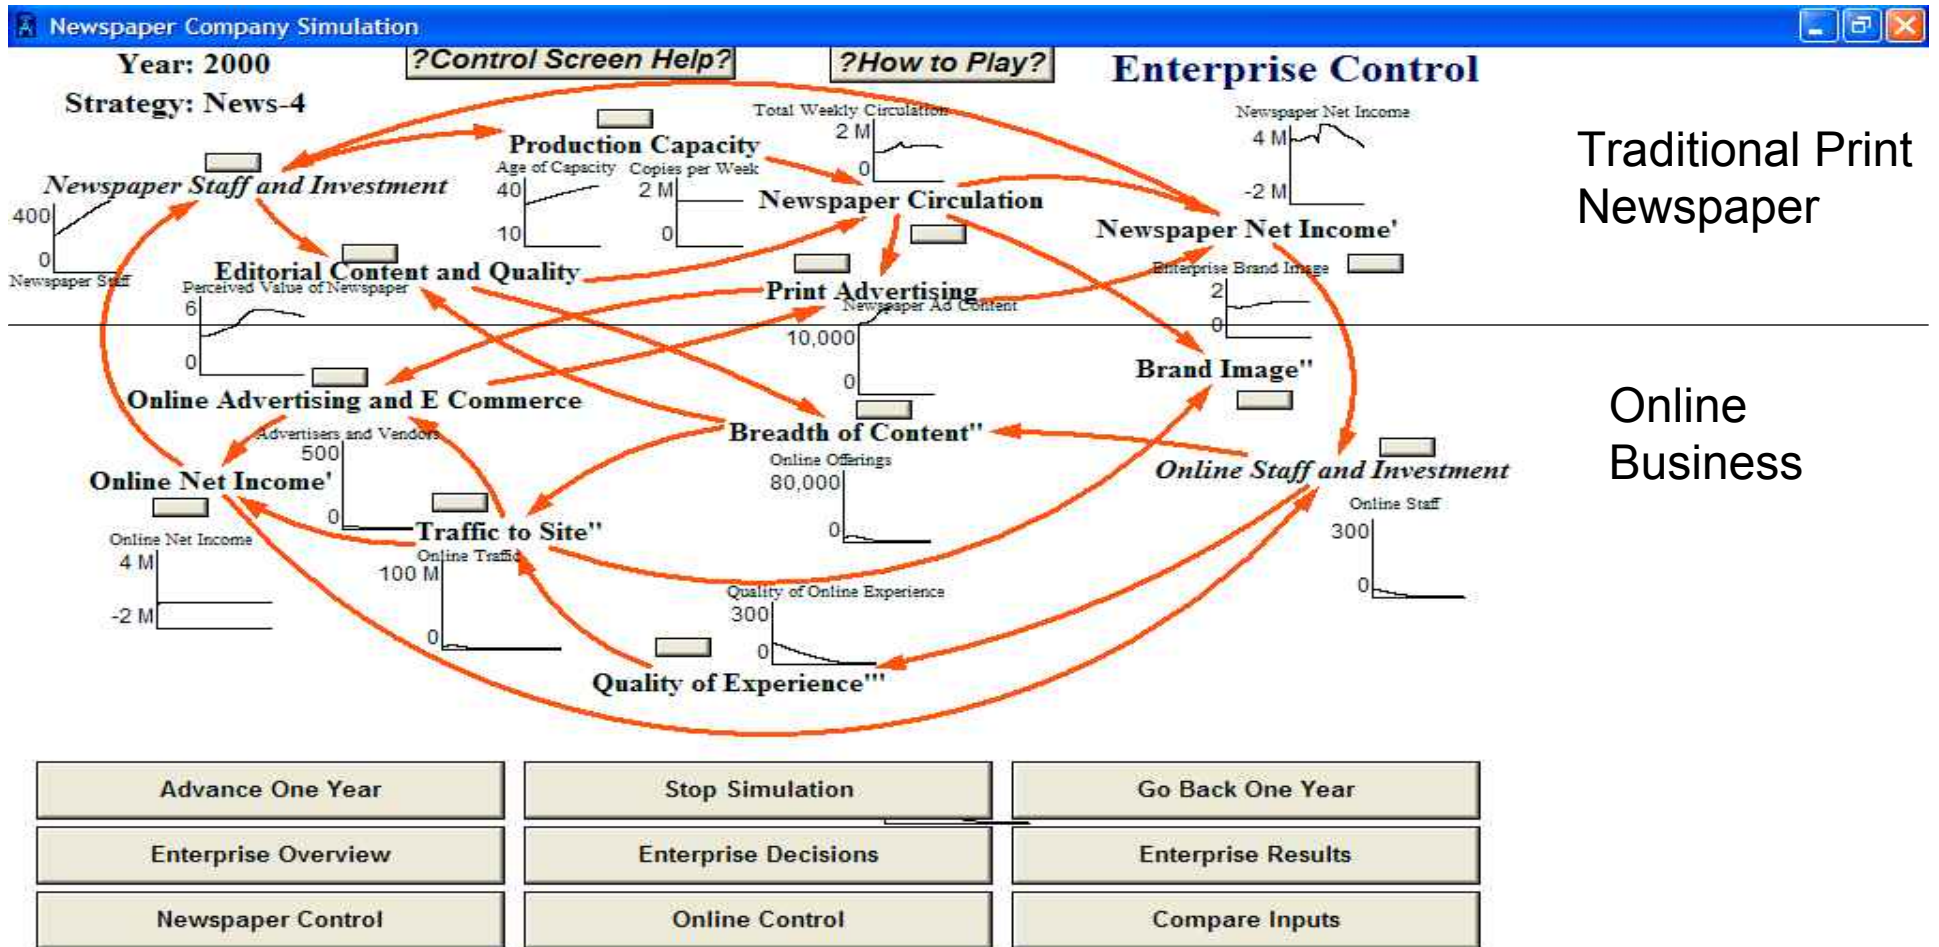 Newspaper Company Simulation
Year: 2000
?Control Screen Help?
?How to Play?
Enterprise Control
Strategy: News-4
Total Weekly Circulation
2 M
0
Newspaper Net Income
4 M
-2 M
Traditional Print
Newspaper
Production Capacity
Age of Capacity
40
10
Copies per Week
2 M
0
Newspaper Staff and Investment
400
0
Newspaper Staff
Newspaper Circulation
Newspaper Net Income'
Editorial Content and Quality
Perceived Value of Newspaper
6
0
Print Advertising
Newspaper Ad Content
10,000
0
Enterprise Brand Image
2
0
Brand Image"
Online
Business
Online Advertising and E Commerce
Advertisers and Vendors
500
0
Breadth of Content"
Online Offerings
80,000
0
Online Staff and Investment
Online Staff
300
0
Online Net Income'
Online Net Income
4 M
-2 M
Traffic to Site"
Online Traffic
100 M
0
Quality of Online Experience
300
0
Quality of Experience'"
Advance One Year
Stop Simulation
Go Back One Year
Enterprise Overview
Enterprise Decisions
Enterprise Results
Newspaper Control
Online Control
Compare Inputs